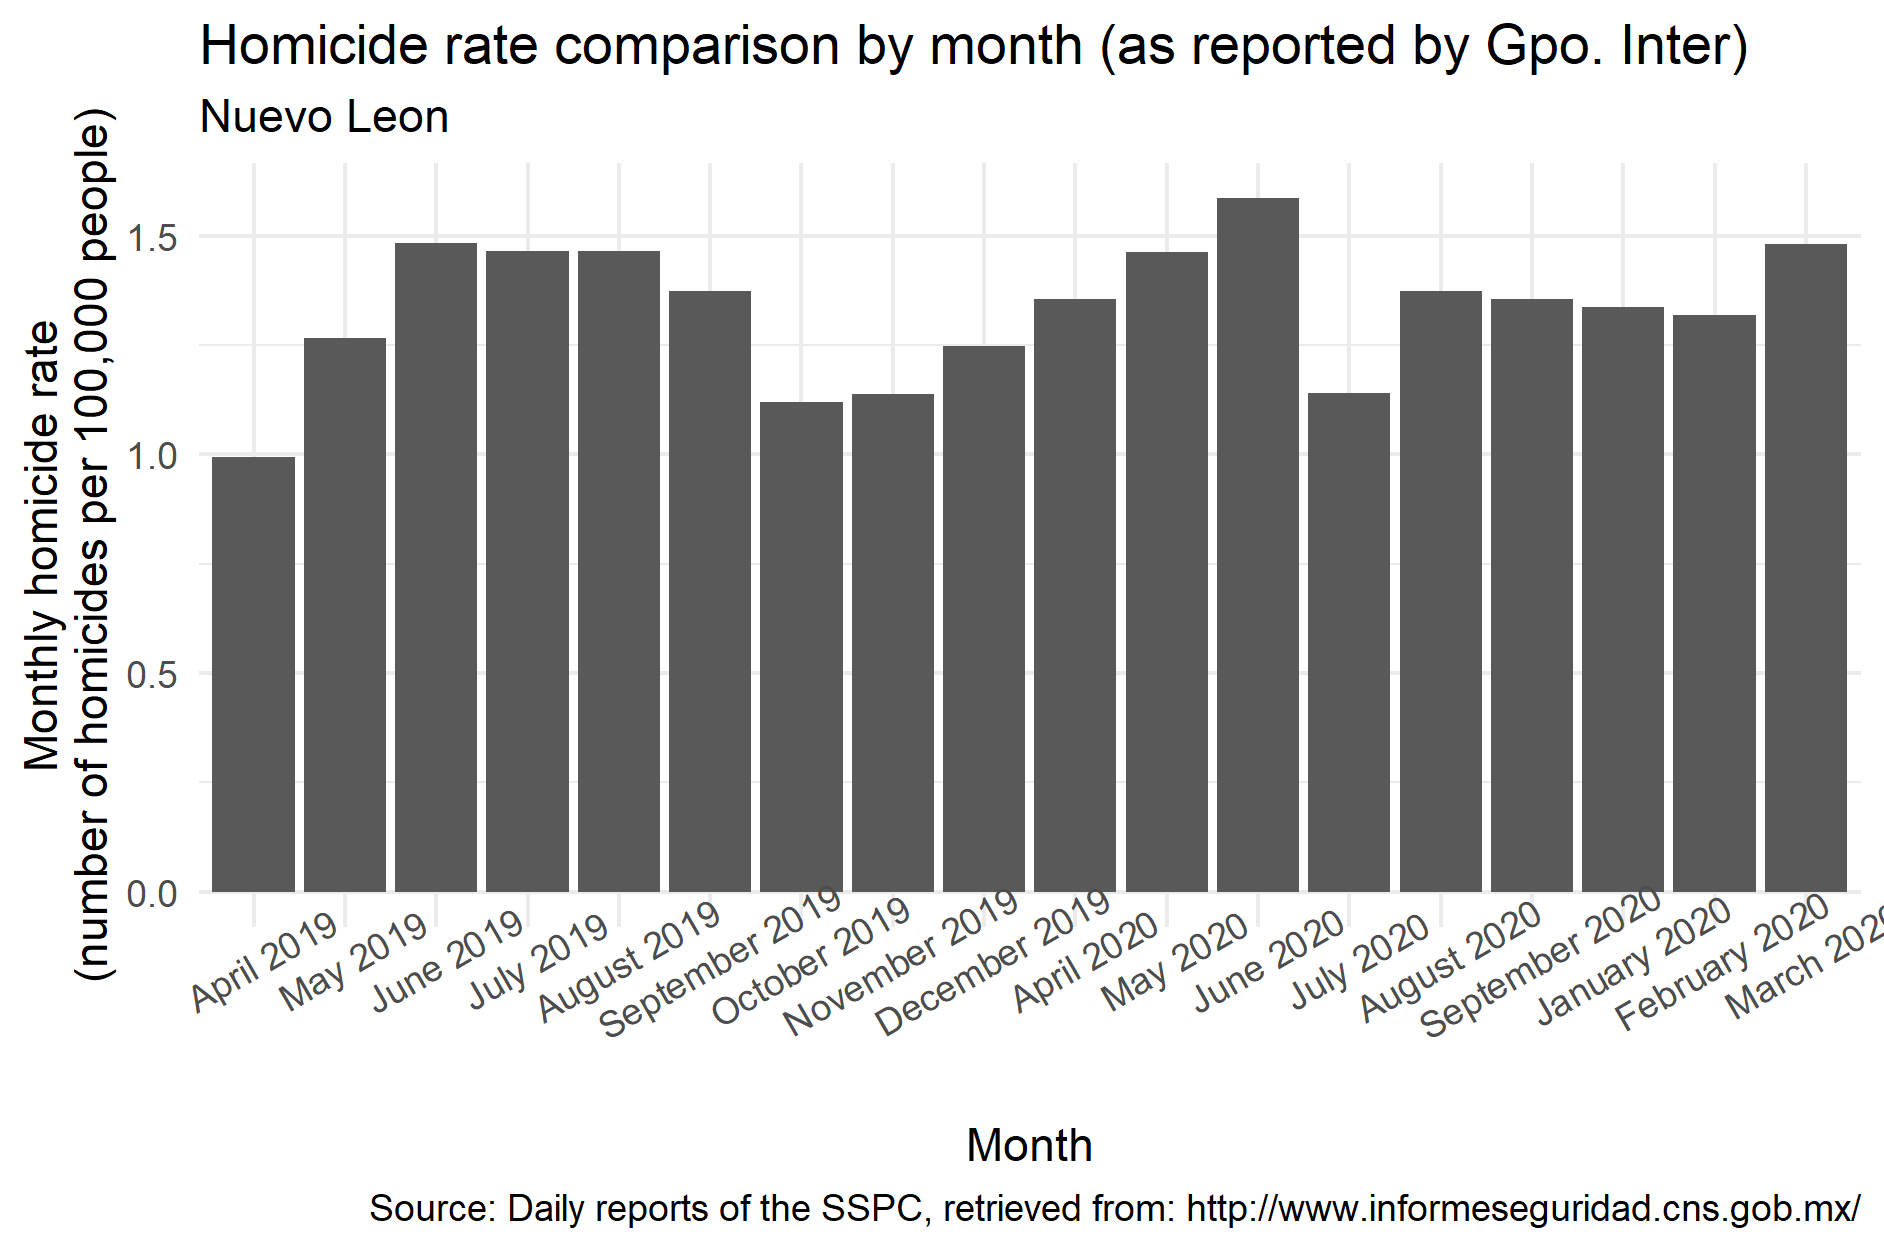 Homicide rate comparison by month (as reported by Gpo. Inter)
Nuevo Leon
Monthly homicide rate
(number of homicides per 100,000 people)
1.5
1.0
0.5
0.0
April 2019
May 2019
June 2019
July 2019
August 2019
September 2019
October 2019
November 2019
December 2019
April 2020
May 2020
June 2020
July 2020
August 2020
September 2020
January 2020
February 2020
March 2020
Month
Source: Daily reports of the SSPC, retrieved from: http://www.informeseguridad.cns.gob.mx/